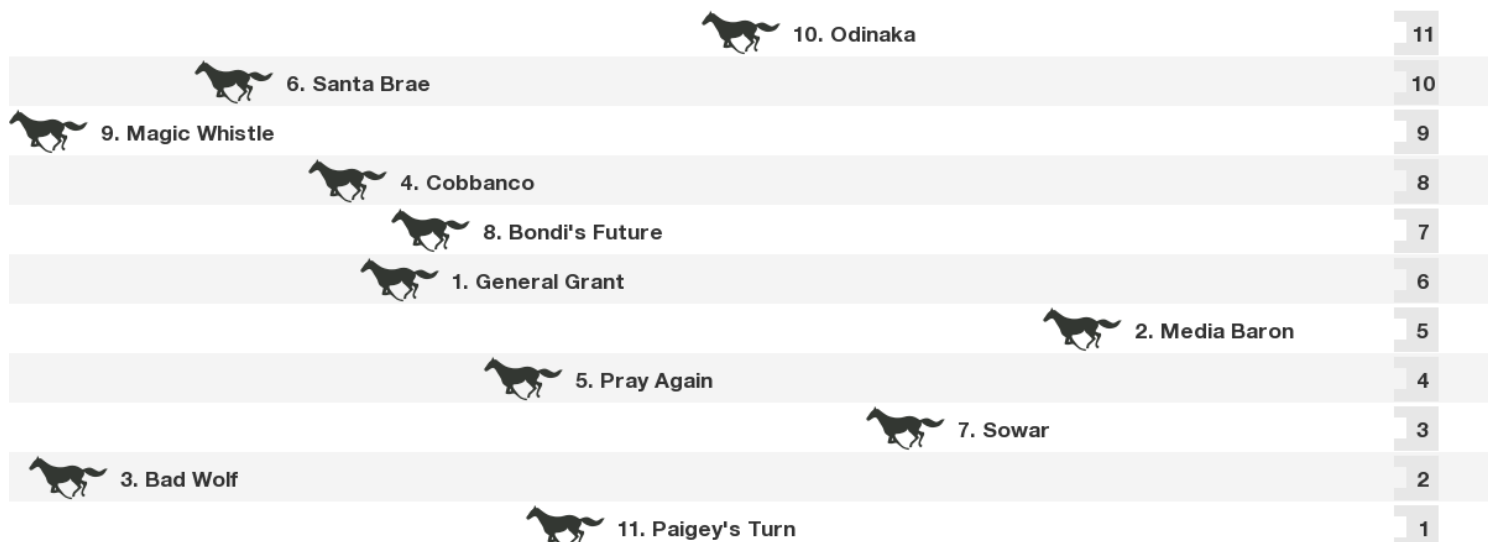 10. Odinaka 11
6. Santa Brae 10
9. Magic Whistle 9
4. Cobbanco 8
8. Bondi's Future 7
1. General Grant 6
2. Media Baron 5
5. Pray Again 4
7. Sowar 3
3. Bad Wolf 2
11. Paigey's Turn 1